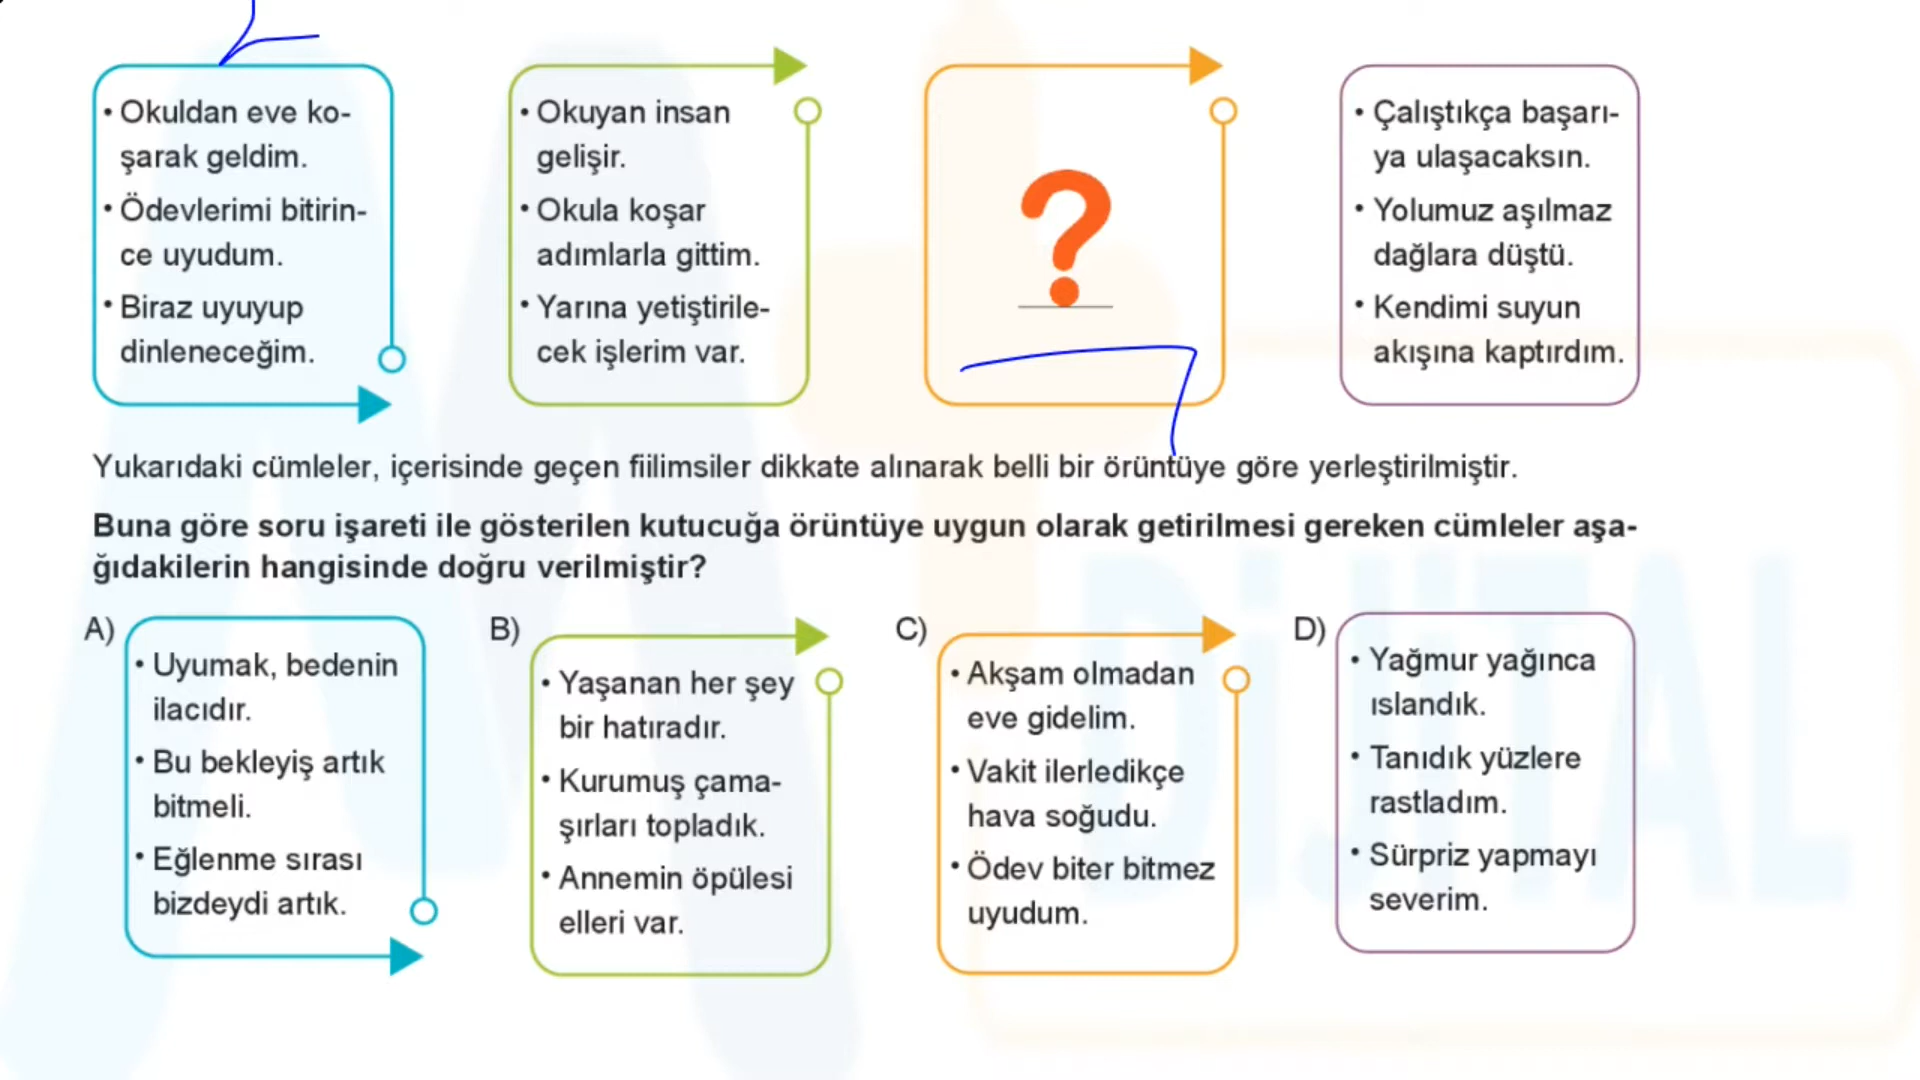 • Okuldan eve ko-
şarak geldim.
• Ödevlerimi bitirin-
ce uyudum.
• Biraz uyuyup
dinleneceğim.
• Okuyan insan
gelişir.
• Okula koşar
adımlarla gittim.
• Yarına yetiştirile-
cek işlerim var.
?
• Çalıştıkça başarı-
ya ulaşacaksın.
• Yolumuz aşılmaz
dağlara düştü.
• Kendimi suyun
akışına kaptırdım.
Yukarıdaki cümleler, içerisinde geçen fiilimsiler dikkate alınarak belli bir örüntüye göre yerleştirilmiştir.
Buna göre soru işareti ile gösterilen kutucuğa örüntüye uygun olarak getirilmesi gereken cümleler aşa-
ğıdakilerin hangisinde doğru verilmiştir?
A)
• Uyumak, bedenin
ilacıdır.
• Bu bekleyiş artık
bitmeli.
• Eğlenme sırası
bizdeydi artık.
B)
• Yaşanan her şey
bir hatıradır.
• Kurumuş çama-
şırları topladık.
• Annemin öpülesi
elleri var.
C)
• Akşam olmadan
eve gidelim.
• Vakit ilerledikçe
hava soğudu.
• Ödev biter bitmez
uyudum.
D)
• Yağmur yağınca
ıslandık.
• Tanıdık yüzlere
rastladım.
• Sürpriz yapmayı
severim.
DİJİTAL